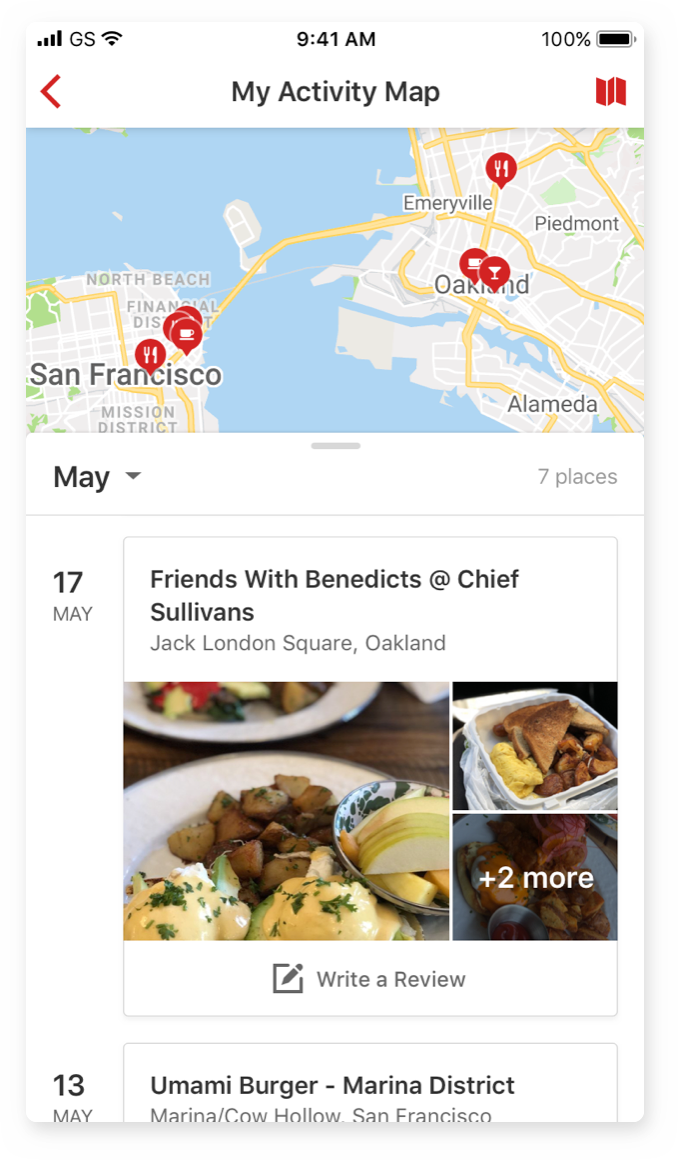 GS 9:41 AM 100%
My Activity Map
Emeryville
Piedmont
NORTH BEACH
Oakland
FINANCIAL
DISTRICT
San Francisco
Alameda
MISSION
DISTRICT
May 7 places
17
MAY
Friends With Benedicts @ Chief
Sullivans
Jack London Square, Oakland
+2 more
Write a Review
13
MAY
Umami Burger - Marina District
Marina/Cow Hollow, San Francisco